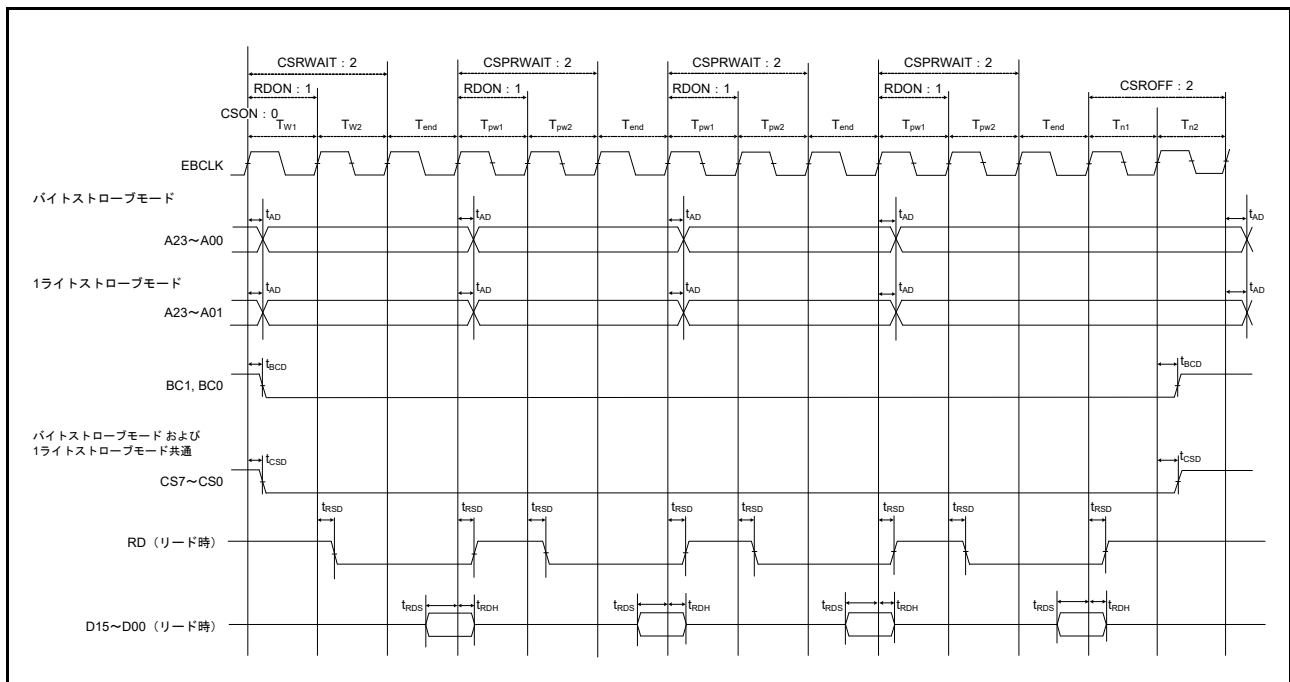 CSRWAIT：2
CSPRWAIT：2
CSPRWAIT：2
CSPRWAIT：2
RDON：1
RDON：1
RDON：1
RDON：1
CSROFF：2
CSON：0
TW1
TW2
Tend
Tpw1
Tpw2
Tend
Tpw1
Tpw2
Tend
Tpw1
Tpw2
Tend
Tn1
Tn2
EBCLK
バイトストローブモード
tAD
tAD
tAD
tAD
tAD
A23～A00
1ライトストローブモード
tAD
tAD
tAD
tAD
tAD
A23～A01
tBCD
tBCD
BC1, BC0
バイトストローブモード および
1ライトストローブモード共通
tCSD
tCSD
CS7～CS0
tRSD
tRSD
tRSD
tRSD
tRSD
tRSD
tRSD
tRSD
RD（リード時）
tRDS
tRDH
tRDS
tRDH
tRDS
tRDH
tRDS
tRDH
D15～D00（リード時）